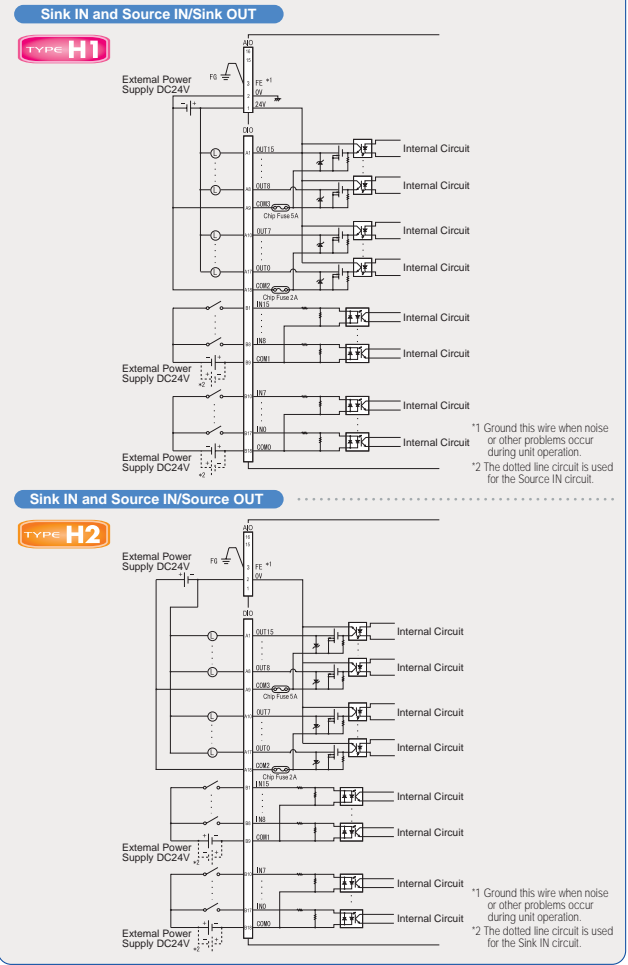 Sink IN and Source IN/Sink OUT
TYPE H1
AIO
16
15
External Power
Supply DC24V
FG
3 FE *1
2 0V
1 24V
- +
DIO
L A1 OUT15 Internal Circuit
L A8 OUT8 Internal Circuit
A9 COM3
Chip Fuse 5A
L A10 OUT7 Internal Circuit
L A17 OUT0 Internal Circuit
A18 COM2
Chip Fuse 2A
B1 IN15 Internal Circuit
B8 IN8 Internal Circuit
B9 COM1
External Power
Supply DC24V
- +
+ -
*2
B10 IN7 Internal Circuit
B17 IN0 Internal Circuit
B18 COM0
External Power
Supply DC24V
- +
+ -
*2
*1 Ground this wire when noise
or other problems occur
during unit operation.
*2 The dotted line circuit is used
for the Source IN circuit.
Sink IN and Source IN/Source OUT
TYPE H2
AIO
16
15
External Power
Supply DC24V
FG
3 FE *1
2 0V
1
+ -
DIO
L A1 OUT15 Internal Circuit
L A8 OUT8 Internal Circuit
A9 COM3
Chip Fuse 5A
L A10 OUT7 Internal Circuit
L A17 OUT0 Internal Circuit
A18 COM2
Chip Fuse 2A
B1 IN15 Internal Circuit
B8 IN8 Internal Circuit
B9 COM1
External Power
Supply DC24V
+ -
- +
*2
B10 IN7 Internal Circuit
B17 IN0 Internal Circuit
B18 COM0
External Power
Supply DC24V
+ -
- +
*2
*1 Ground this wire when noise
or other problems occur
during unit operation.
*2 The dotted line circuit is used
for the Sink IN circuit.